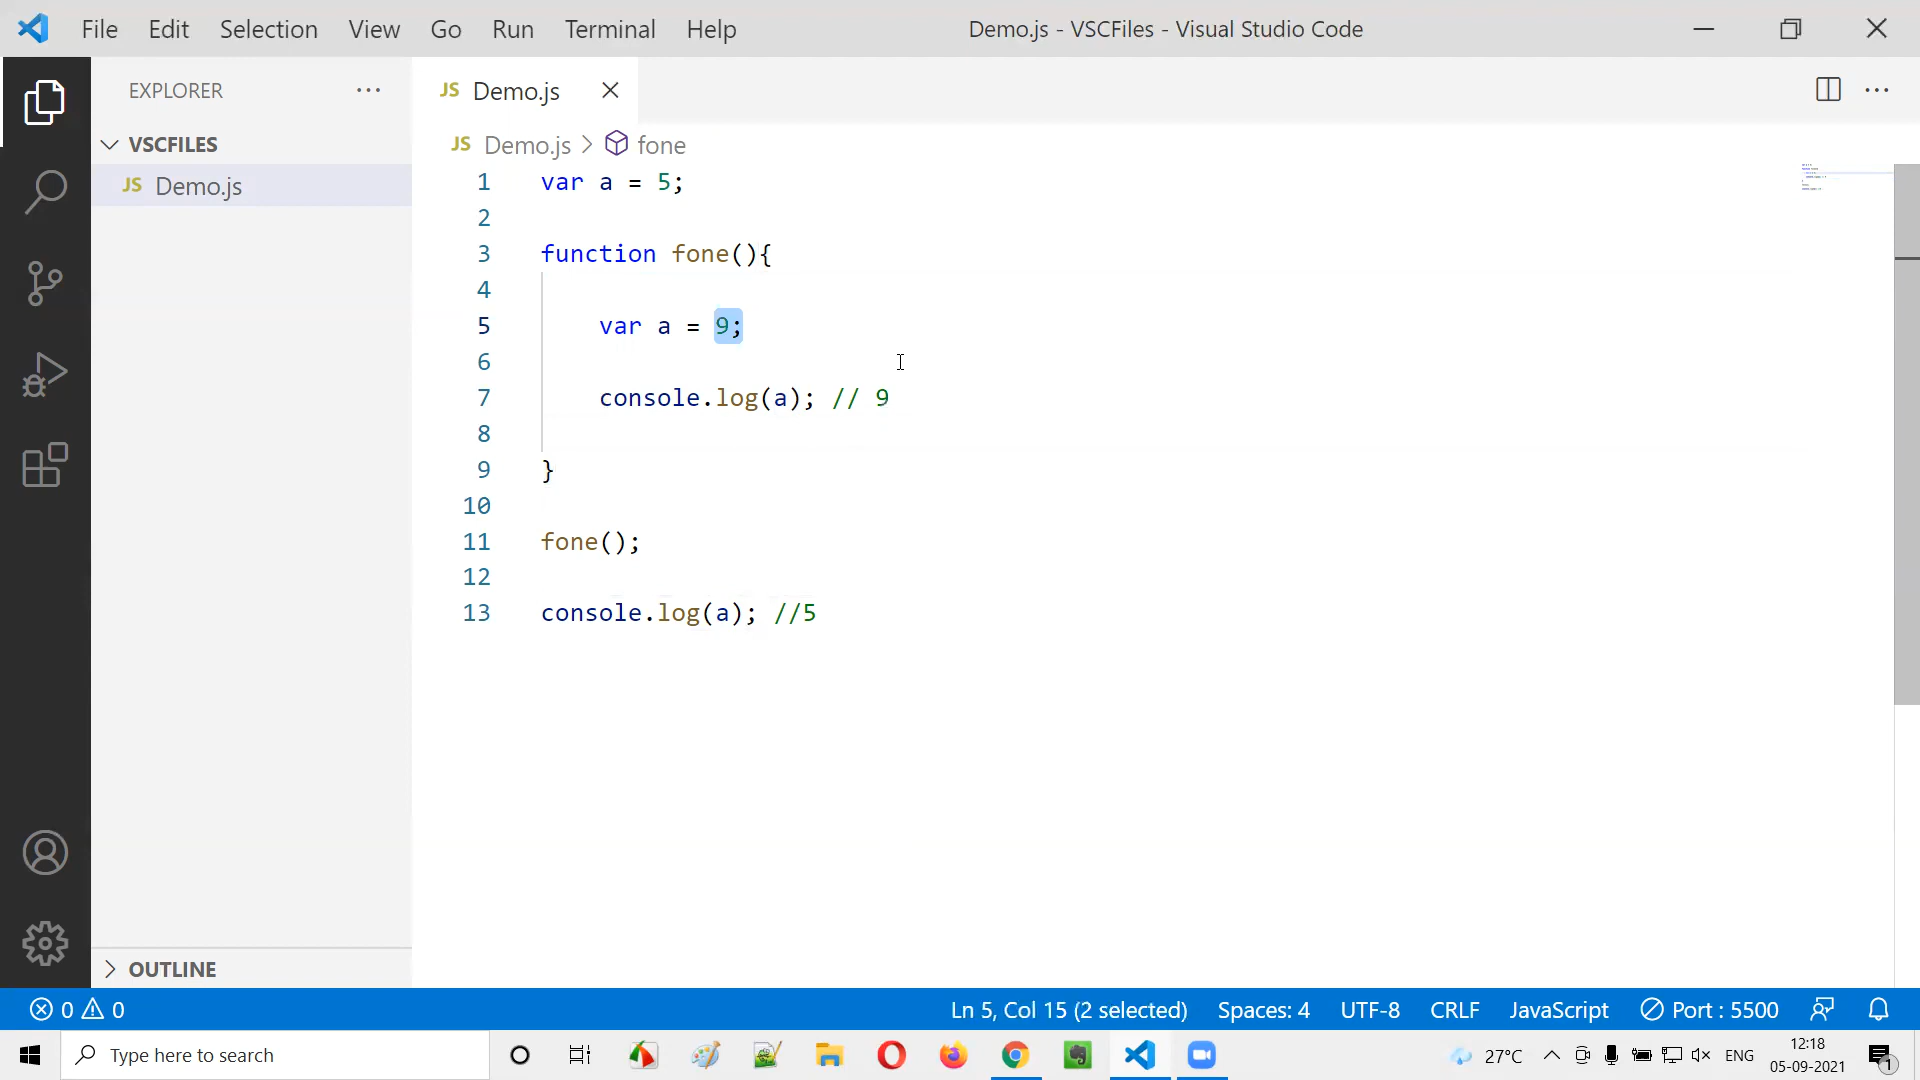 File Edit Selection View Go Run Terminal Help Demo.js - VSCFiles - Visual Studio Code
EXPLORER
JS Demo.js
VSCFILES
JS Demo.js > fone
JS Demo.js
1 var a = 5;
2
3 function fone(){
4
5 var a = 9;
6
7 console.log(a); // 9
8
9 }
10
11 fone();
12
13 console.log(a); //5
OUTLINE
0 0 Ln 5, Col 15 (2 selected) Spaces: 4 UTF-8 CRLF JavaScript Port : 5500
Type here to search 27°C ENG 12:18
05-09-2021
1